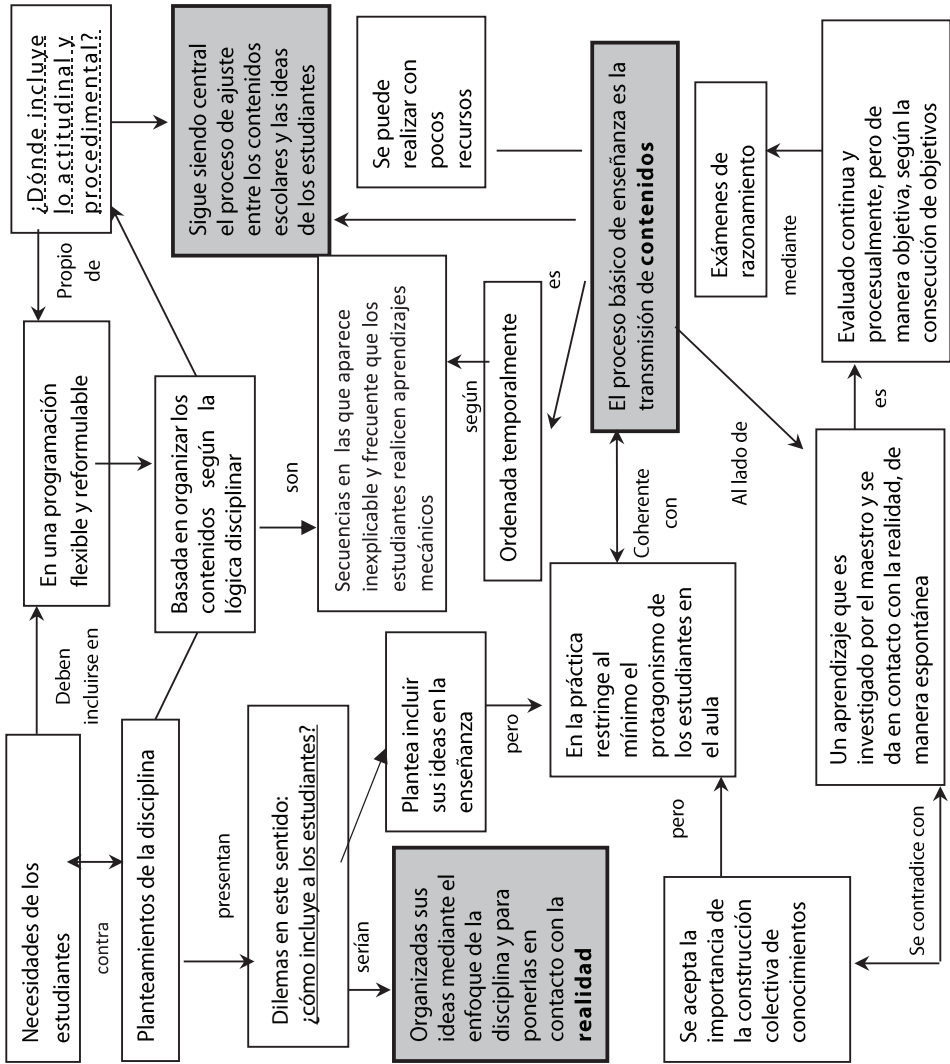 Necesidades de los
estudiantes
Deben
incluirse en
En una programación
flexible y reformulable
Propio
de
¿Dónde incluye
lo actitudinal y
procedimental?
contra
Planteamientos de la disciplina
Basada en organizar los
contenidos según la
lógica disciplinar
Sigue siendo central
el proceso de ajuste
entre los contenidos
escolares y las ideas
de los estudiantes
presentan
son
Dilemas en este sentido:
¿cómo incluye a los estudiantes?
Secuencias en las que aparece
inexplicable y frecuente que los
estudiantes realicen aprendizajes
mecánicos
Se puede
realizar con
pocos
recursos
serían
Plantea incluir
sus ideas en la
enseñanza
según
Organizadas sus
ideas mediante el
enfoque de la
disciplina y para
ponerlas en
contacto con la
realidad
pero
Ordenada temporalmente
es
En la práctica
restringe al
mínimo el
protagonismo de
los estudiantes en
el aula
Coherente
con
El proceso básico de enseñanza es la
transmisión de contenidos
pero
Al lado de
Exámenes de
razonamiento
mediante
Se acepta la
importancia de
la construcción
colectiva de
conocimientos
Un aprendizaje que es
investigado por el maestro y se
da en contacto con la realidad, de
manera espontánea
es
Evaluado continua y
procesualmente, pero de
manera objetiva, según la
consecución de objetivos
Se contradice con